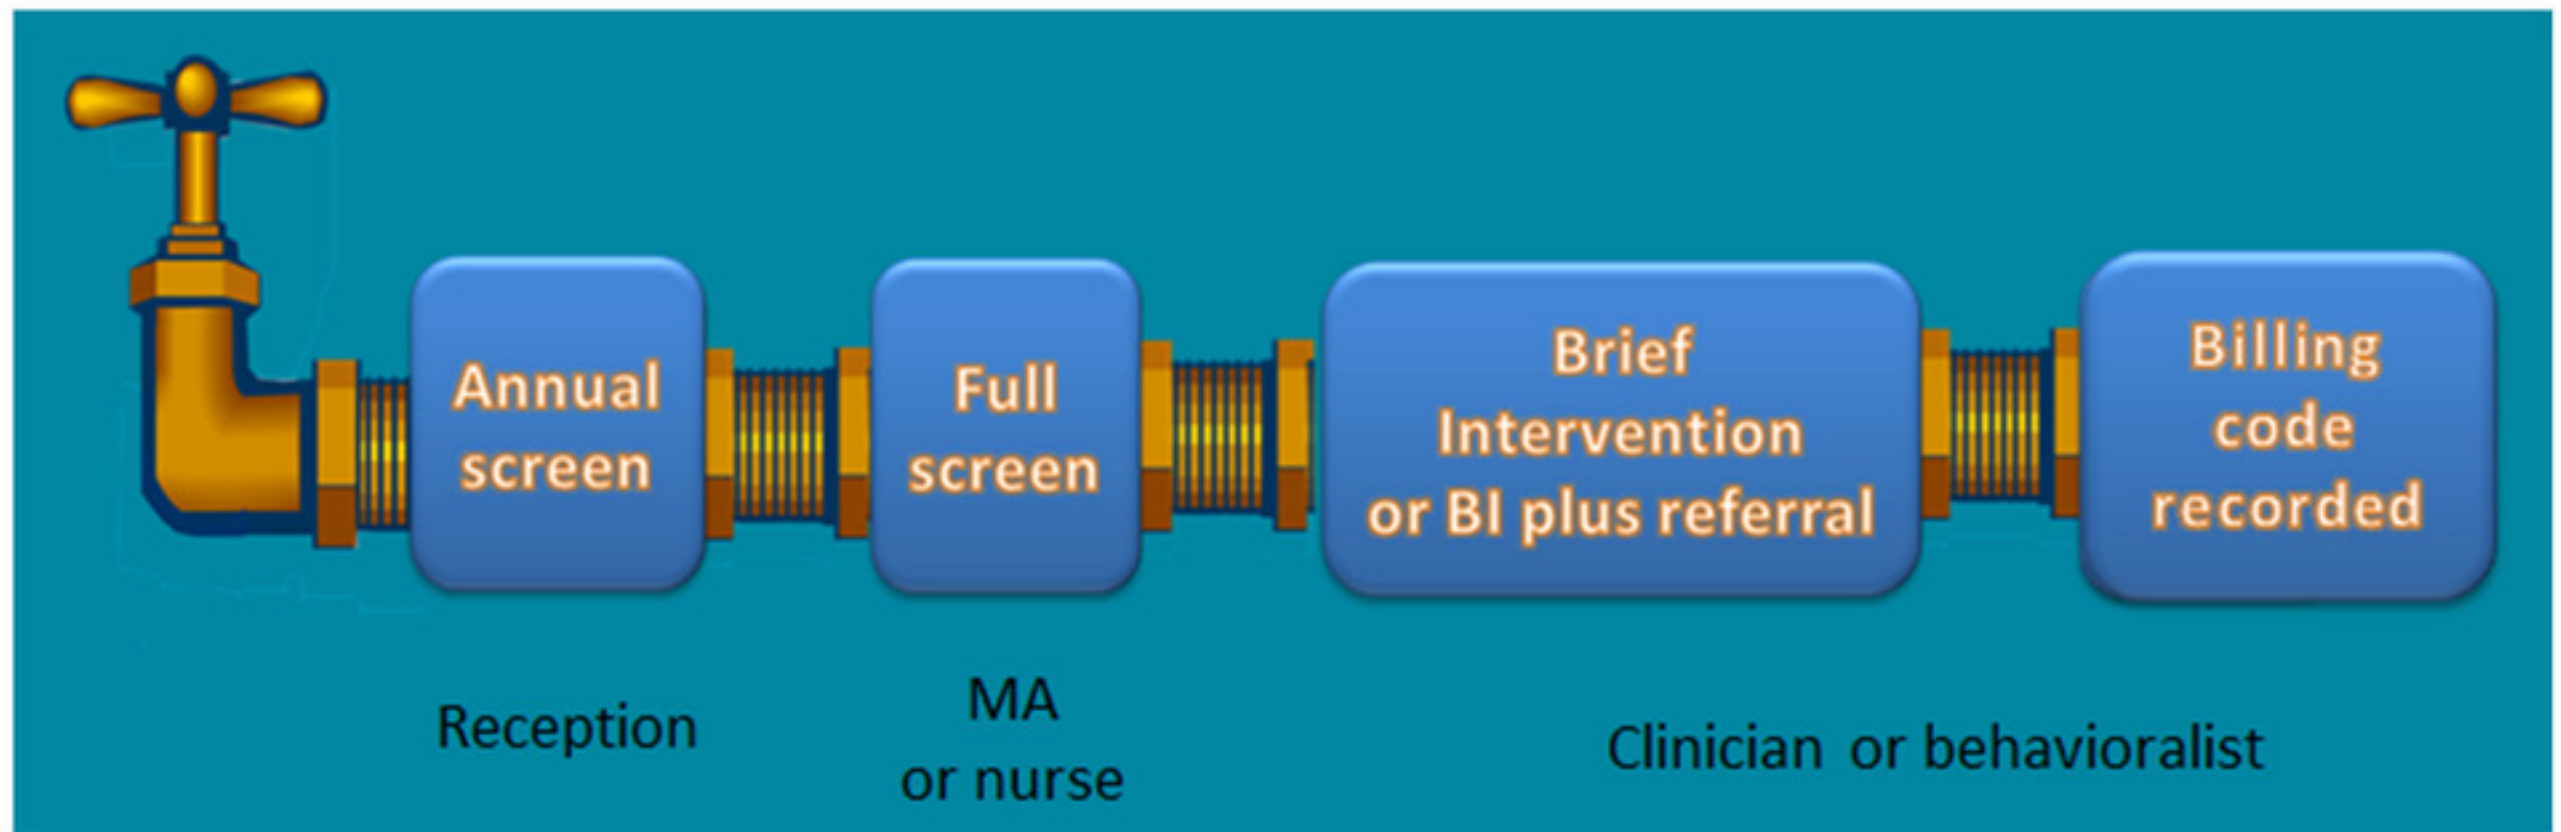 Annual
screen
Full
screen
Brief
Intervention
or BI plus referral
Billing
code
recorded
Reception
MA
or nurse
Clinician or behavioralist